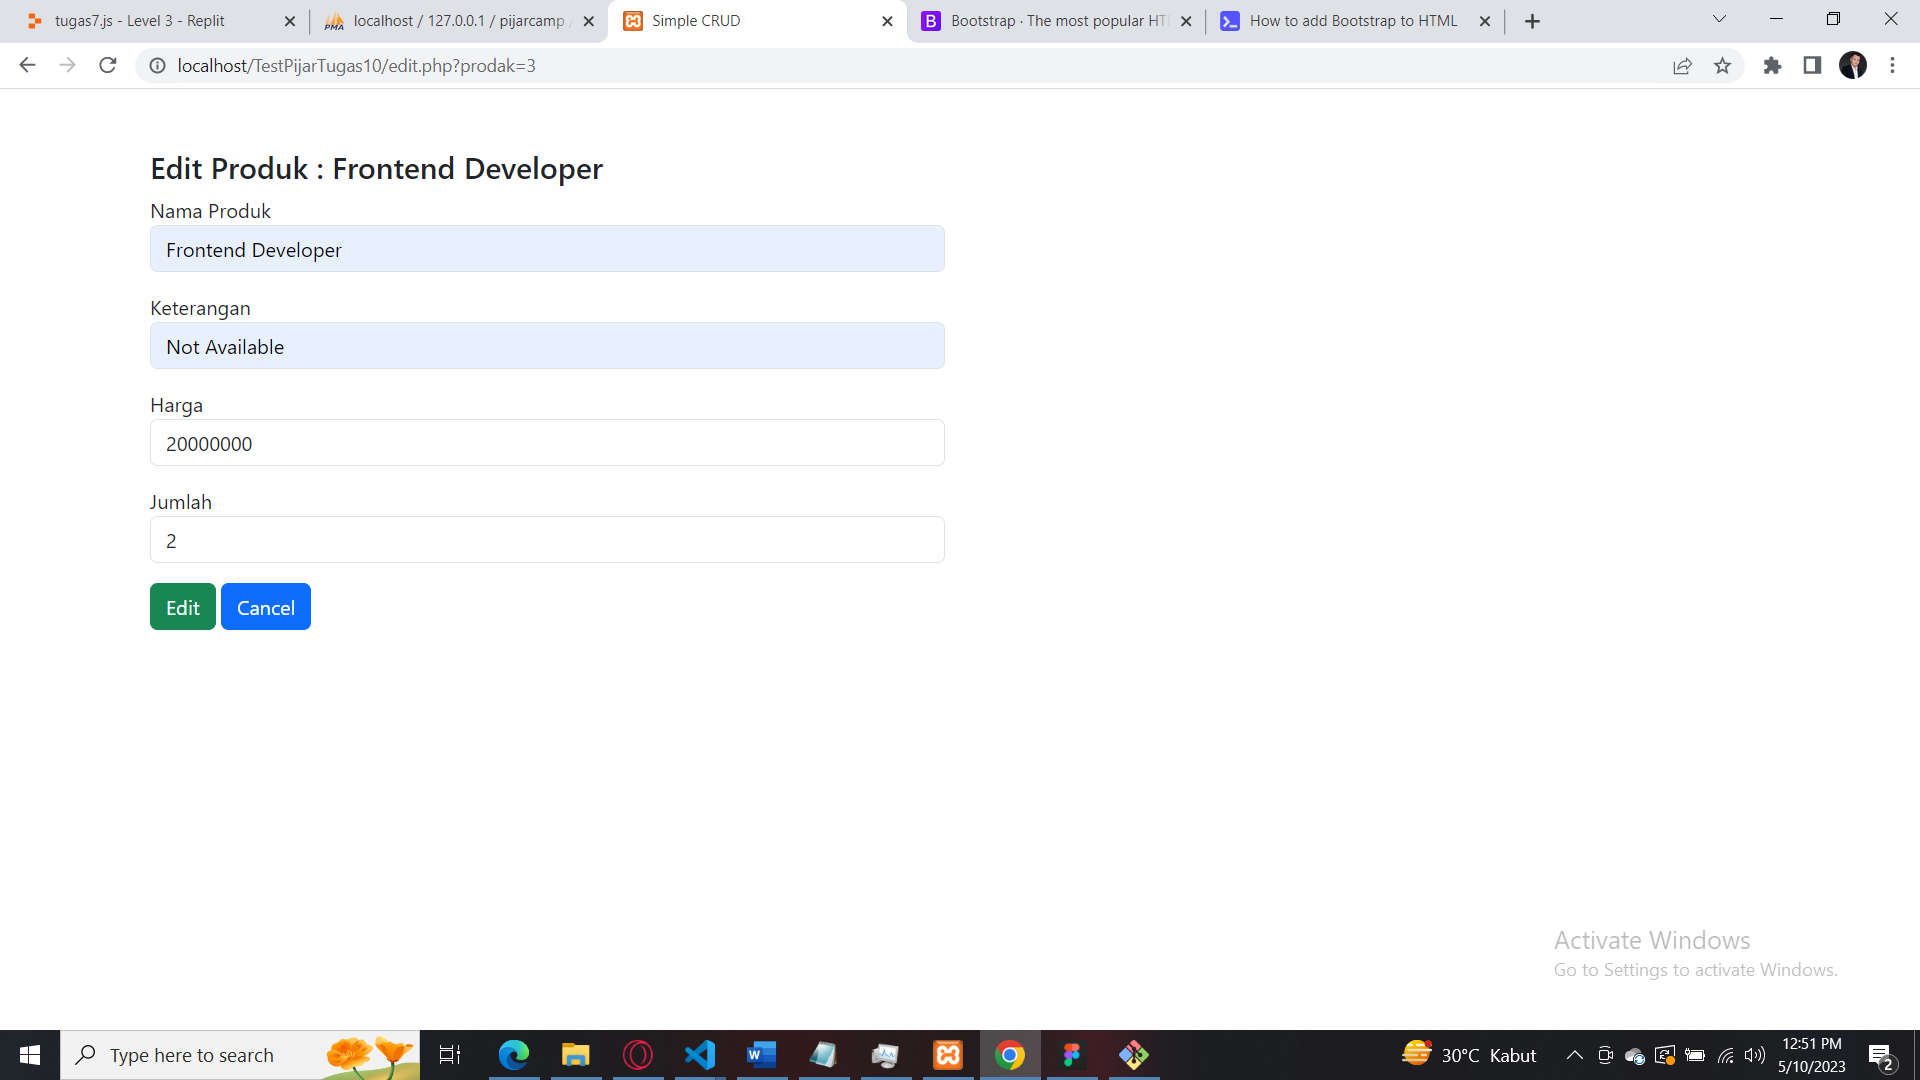 tugas7.js - Level 3 - Replit
localhost / 127.0.0.1 / pijarcamp /
Simple CRUD
Bootstrap · The most popular HT
How to add Bootstrap to HTML
localhost/TestPijarTugas10/edit.php?prodak=3
Edit Produk : Frontend Developer
Nama Produk
Frontend Developer
Keterangan
Not Available
Harga
20000000
Jumlah
2
Edit Cancel
Activate Windows
Go to Settings to activate Windows.
Type here to search
30°C Kabut
12:51 PM
5/10/2023
2